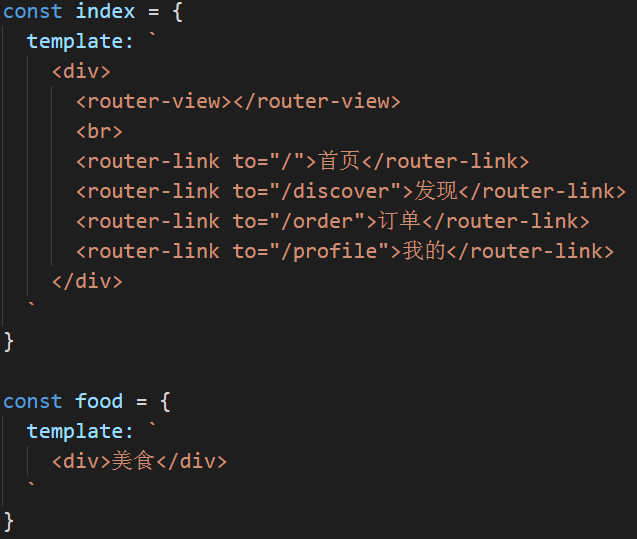 const index = {
  template: `
    <div>
      <router-view></router-view>
      <br>
      <router-link to="/">首页</router-link>
      <router-link to="/discover">发现</router-link>
      <router-link to="/order">订单</router-link>
      <router-link to="/profile">我的</router-link>
    </div>
  `
}

const food = {
  template: `
    <div>美食</div>
  `
}